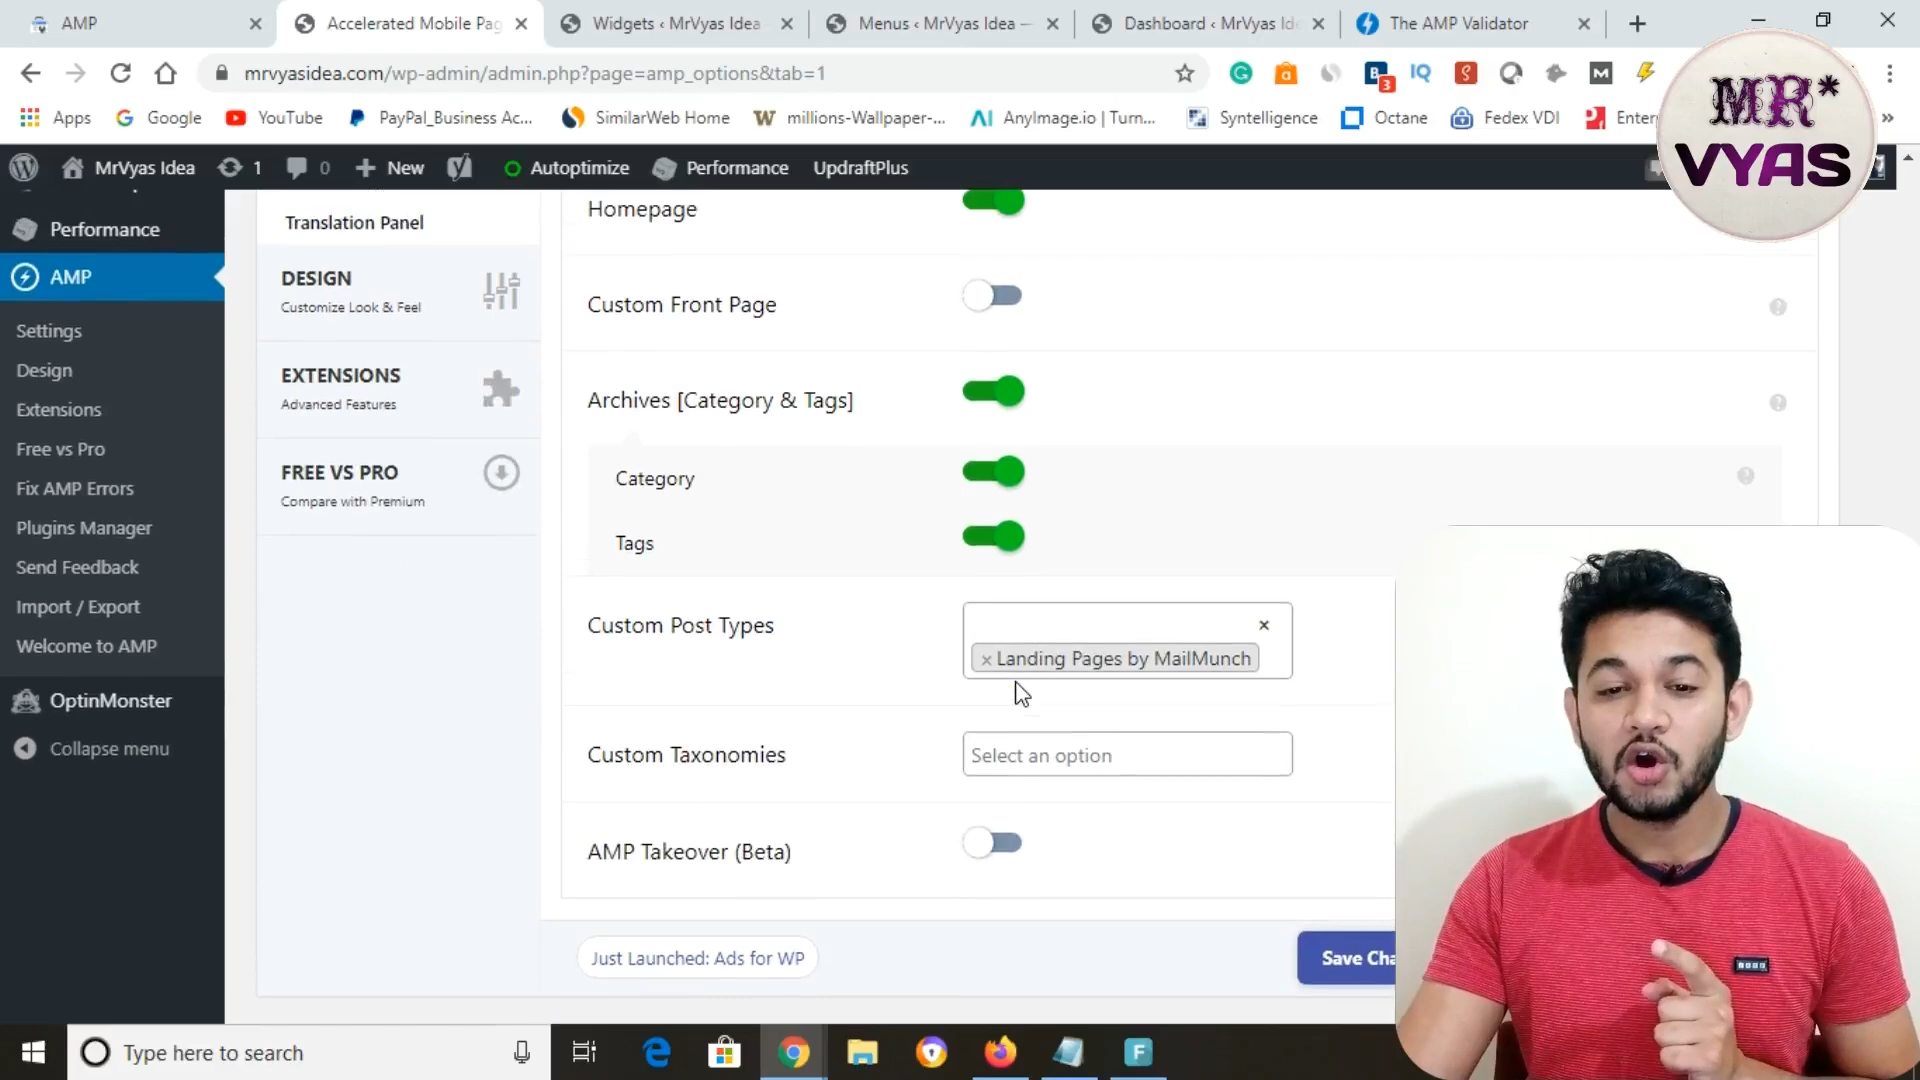 AMP
Accelerated Mobile Pag
Widgets ‹ MrVyas Idea
Menus ‹ MrVyas Idea —
Dashboard ‹ MrVyas Id
The AMP Validator
mrvyasidea.com/wp-admin/admin.php?page=amp_options&tab=1
Apps
Google
YouTube
PayPal_Business Ac...
SimilarWeb Home
millions-Wallpaper-...
AnyImage.io | Turn...
Syntelligence
Octane
Fedex VDI
Enter
MR*
VYAS
MrVyas Idea
1
0
New
Autoptimize
Performance
UpdraftPlus
Performance
AMP
Settings
Design
Extensions
Free vs Pro
Fix AMP Errors
Plugins Manager
Send Feedback
Import / Export
Welcome to AMP
OptinMonster
Collapse menu
Translation Panel
DESIGN
Customize Look & Feel
EXTENSIONS
Advanced Features
FREE VS PRO
Compare with Premium
Homepage
Custom Front Page
Archives [Category & Tags]
Category
Tags
Custom Post Types
× Landing Pages by MailMunch
Custom Taxonomies
Select an option
AMP Takeover (Beta)
Just Launched: Ads for WP
Save Cha
Type here to search